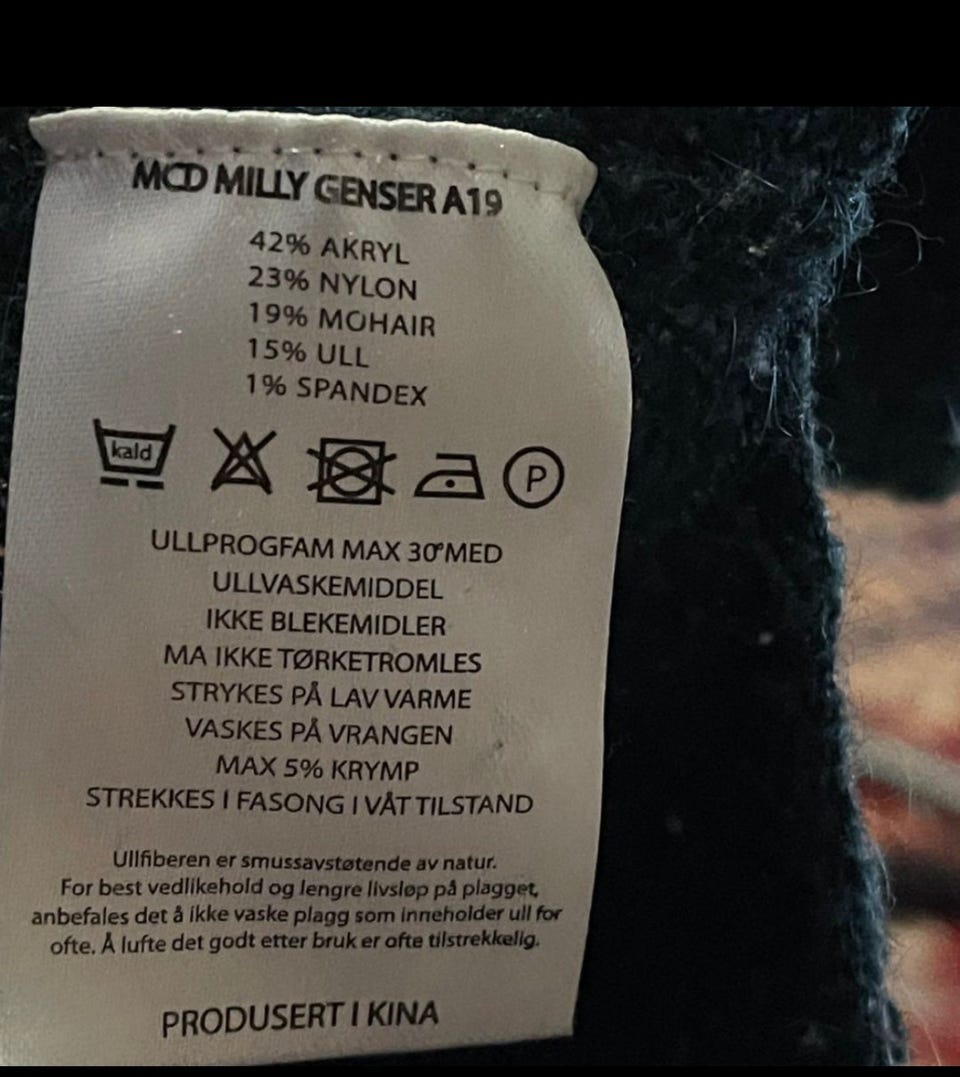 MOD MILLY GENSER A19
42% AKRYL
23% NYLON
19% MOHAIR
15% ULL
1% SPANDEX
kald
P
ULLPROGFAM MAX 30° MED
ULLVASKEMIDDEL
IKKE BLEKEMIDLER
MA IKKE TØRKETROMLES
STRYKES PÅ LAV VARME
VASKES PÅ VRANGEN
MAX 5% KRYMP
STREKKES I FASONG I VÅT TILSTAND
Ullfiberen er smussavstøtende av natur.
For best vedlikehold og lengre livsløp på plagget,
anbefales det å ikke vaske plagg som inneholder ull for
ofte. Å lufte det godt etter bruk er ofte tilstrekkelig.
PRODUSERT I KINA